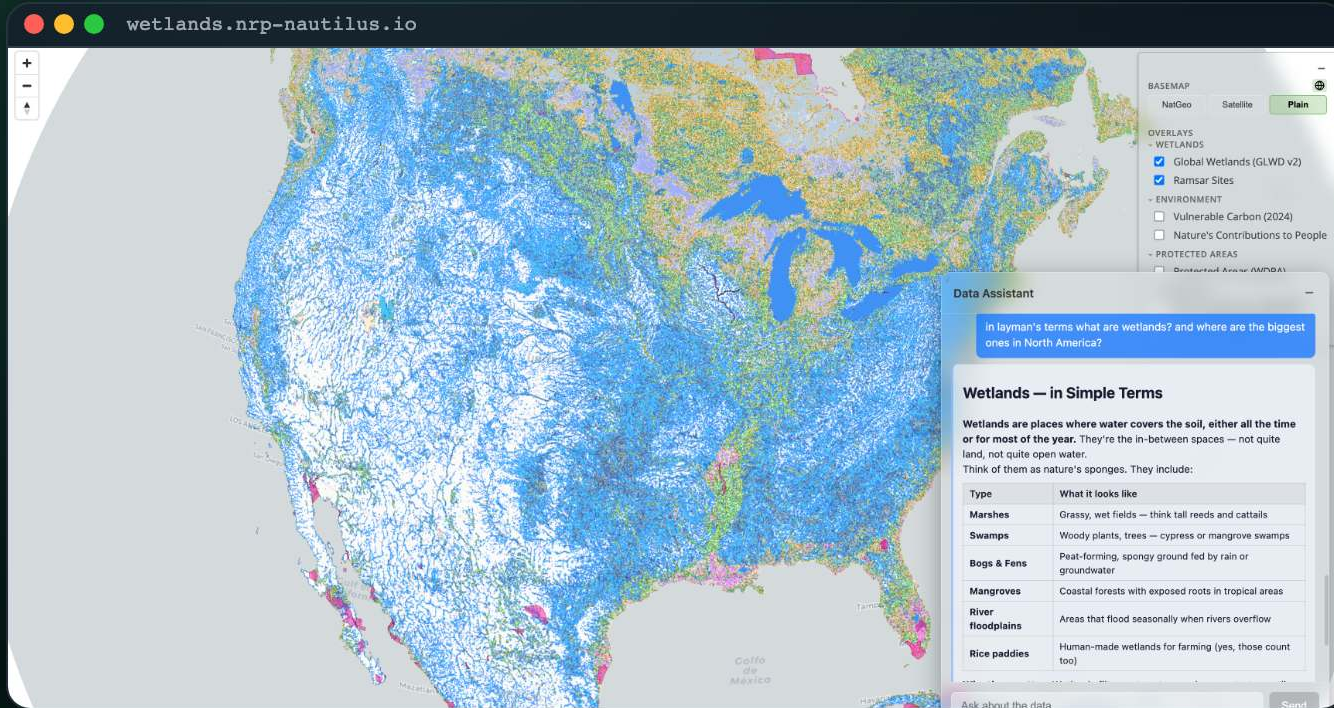 wetlands.nrp-nautilus.io
+
−
BASEMAP
NatGeo Satellite Plain
OVERLAYS
- WETLANDS
Global Wetlands (GLWD v2)
Ramsar Sites
- ENVIRONMENT
Vulnerable Carbon (2024)
Nature's Contributions to People
- PROTECTED AREAS
Protected Areas (WDPA)
Data Assistant
in layman's terms what are wetlands? and where are the biggest
ones in North America?
Wetlands — in Simple Terms
Wetlands are places where water covers the soil, either all the time
or for most of the year. They're the in-between spaces — not quite
land, not quite open water.
Think of them as nature's sponges. They include:
Type What it looks like
Marshes Grassy, wet fields — think tall reeds and cattails
Swamps Woody plants, trees — cypress or mangrove swamps
Bogs & Fens Peat-forming, spongy ground fed by rain or
groundwater
Mangroves Coastal forests with exposed roots in tropical areas
River
floodplains Areas that flood seasonally when rivers overflow
Rice paddies Human-made wetlands for farming (yes, those count
too)
Ask about the data
Send
Golfo
de
México